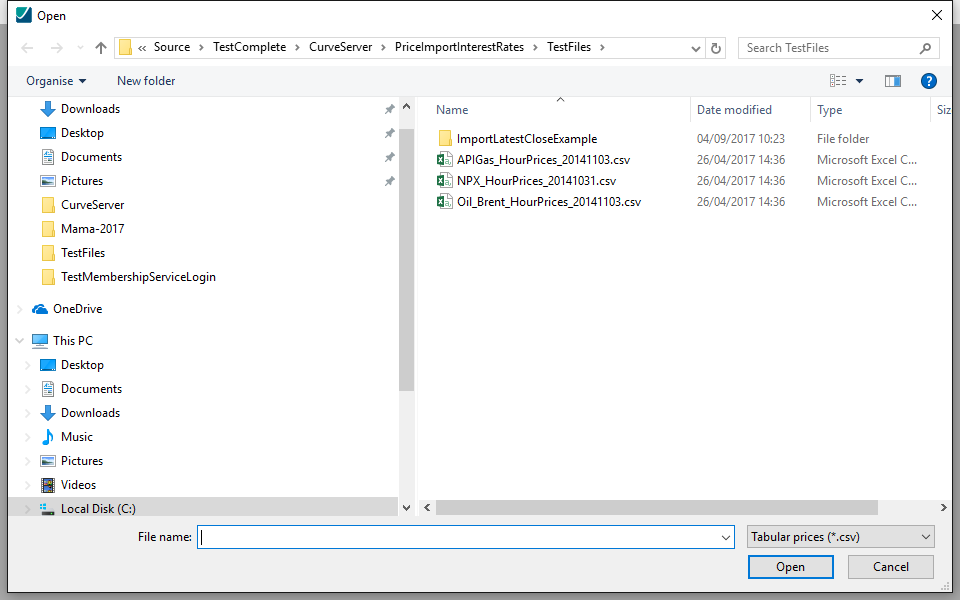 Open
« Source > TestComplete > CurveServer > PriceImportInterestRates > TestFiles >
Search TestFiles
Organise
New folder
Downloads
Desktop
Documents
Pictures
CurveServer
Mama-2017
TestFiles
TestMembershipServiceLogin
OneDrive
This PC
Desktop
Documents
Downloads
Music
Pictures
Videos
Local Disk (C:)
Name Date modified Type Siz
ImportLatestCloseExample 04/09/2017 10:23 File folder
APIGas_HourPrices_20141103.csv 26/04/2017 14:36 Microsoft Excel C...
NPX_HourPrices_20141031.csv 26/04/2017 14:36 Microsoft Excel C...
Oil_Brent_HourPrices_20141103.csv 26/04/2017 14:36 Microsoft Excel C...
File name:
Tabular prices (*.csv)
Open
Cancel